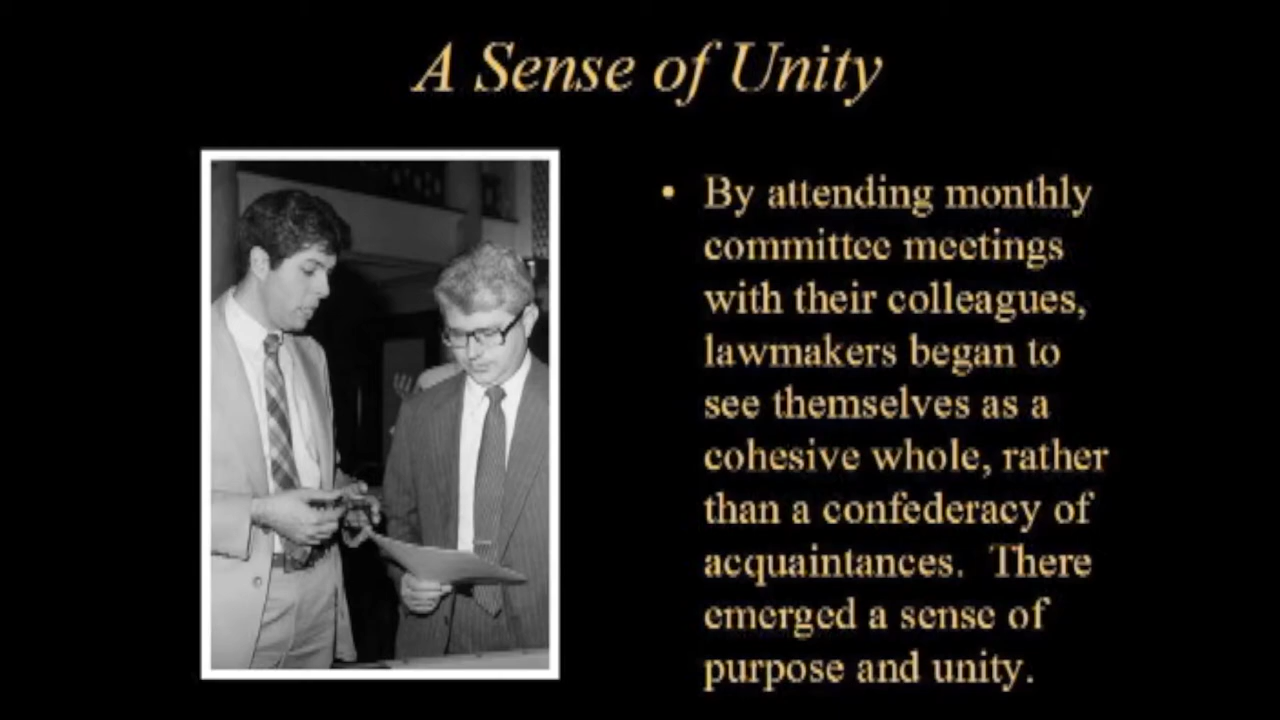 A Sense of Unity
• By attending monthly
committee meetings
with their colleagues,
lawmakers began to
see themselves as a
cohesive whole, rather
than a confederacy of
acquaintances.  There
emerged a sense of
purpose and unity.